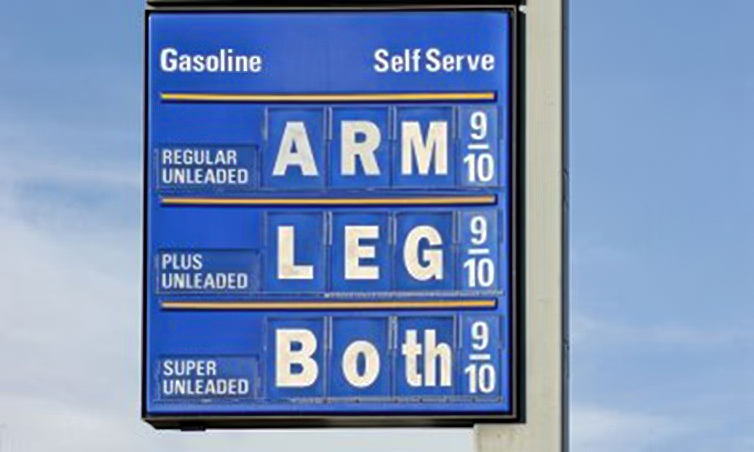 Gasoline Self Serve
REGULAR UNLEADED ARM 9/10
PLUS UNLEADED LEG 9/10
SUPER UNLEADED Both 9/10